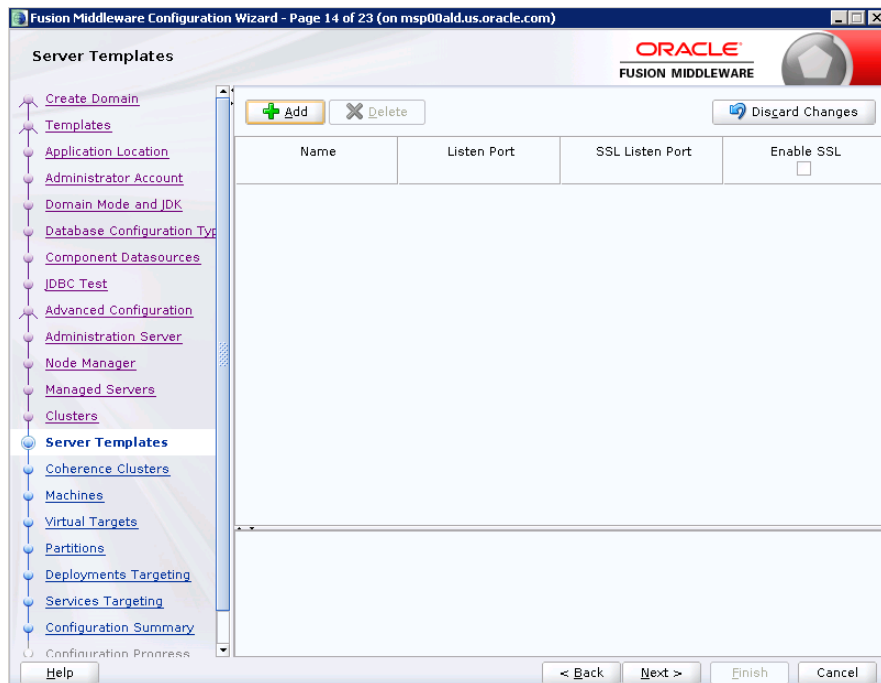 Fusion Middleware Configuration Wizard - Page 14 of 23 (on msp00ald.us.oracle.com)
Server Templates
ORACLE
FUSION MIDDLEWARE
Create Domain
Templates
Application Location
Administrator Account
Domain Mode and JDK
Database Configuration Typ
Component Datasources
JDBC Test
Advanced Configuration
Administration Server
Node Manager
Managed Servers
Clusters
Server Templates
Coherence Clusters
Machines
Virtual Targets
Partitions
Deployments Targeting
Services Targeting
Configuration Summary
Configuration Progress
Add Delete Discard Changes
Name Listen Port SSL Listen Port Enable SSL
Help < Back Next > Finish Cancel